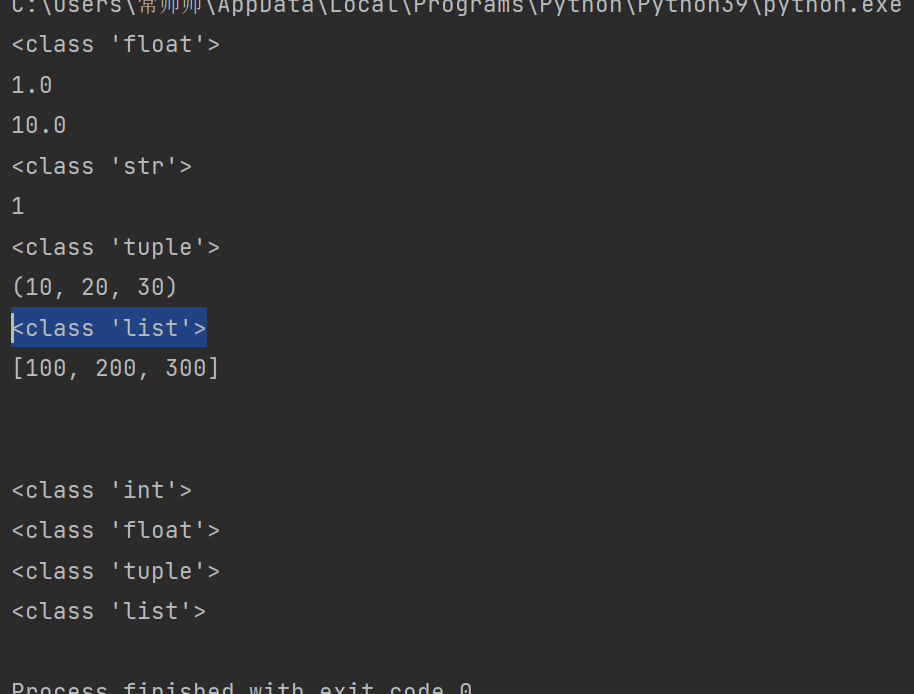 C:\Users\常帅帅\AppData\Local\Programs\Python\Python39\python.exe
<class 'float'>
1.0
10.0
<class 'str'>
1
<class 'tuple'>
(10, 20, 30)
<class 'list'>
[100, 200, 300]
<class 'int'>
<class 'float'>
<class 'tuple'>
<class 'list'>
Process finished with exit code 0